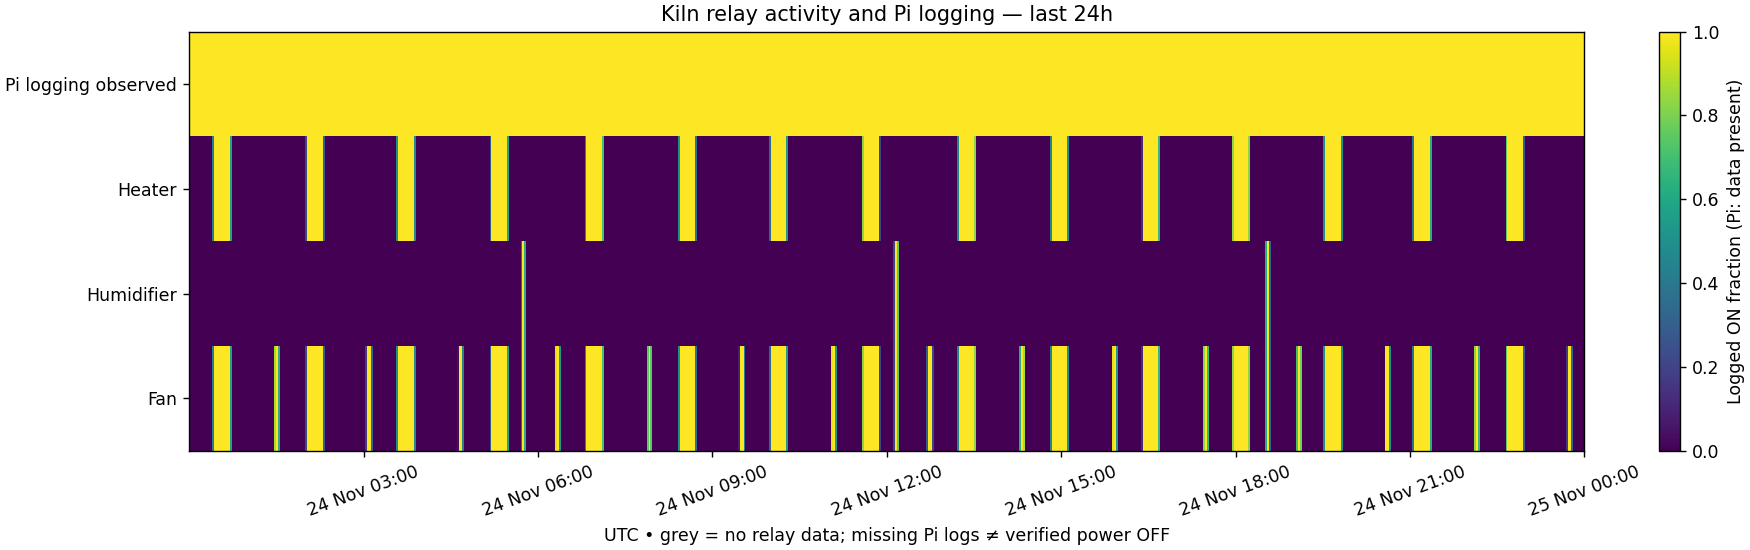 Kiln relay activity and Pi logging — last 24h
Pi logging observed
Heater
Humidifier
Fan
24 Nov 03:00
24 Nov 06:00
24 Nov 09:00
24 Nov 12:00
24 Nov 15:00
24 Nov 18:00
24 Nov 21:00
25 Nov 00:00
UTC • grey = no relay data; missing Pi logs ≠ verified power OFF
1.0
0.8
0.6
0.4
0.2
0.0
Logged ON fraction (Pi: data present)